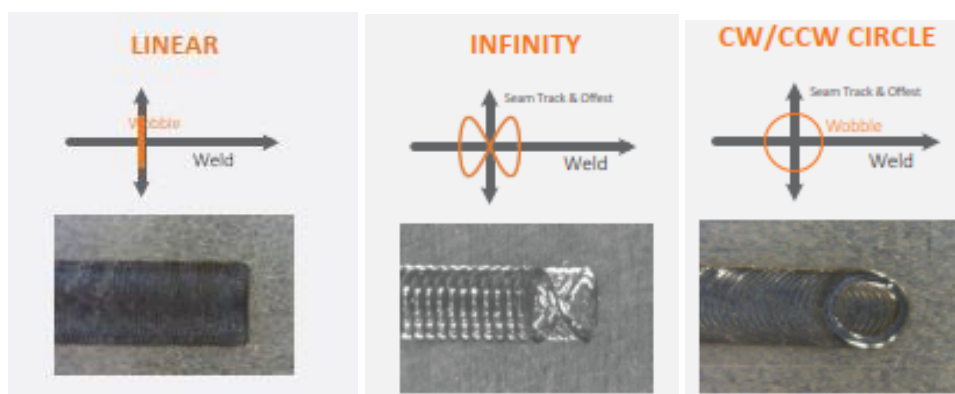 LINEAR
Wobble
Weld
INFINITY
Seam Track & Offest
Weld
CW/CCW CIRCLE
Seam Track & Offest
Wobble
Weld